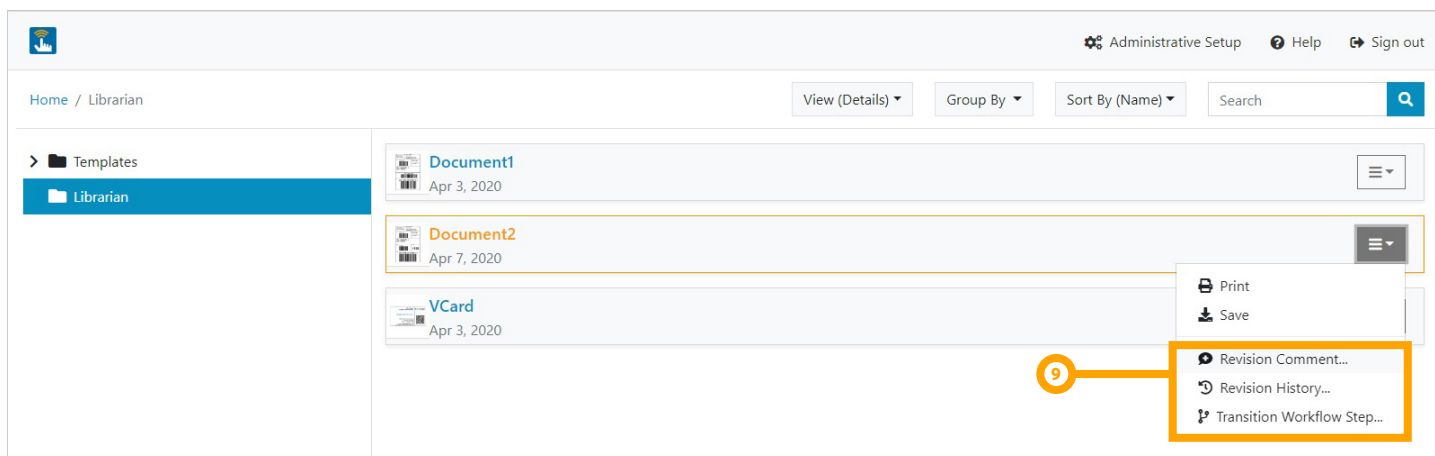 Administrative Setup Help Sign out
Home / Librarian View (Details) Group By Sort By (Name) Search
Templates
Librarian
Document1
Apr 3, 2020
Document2
Apr 7, 2020
Print
Save
VCard
Apr 3, 2020
9
Revision Comment...
Revision History...
Transition Workflow Step...